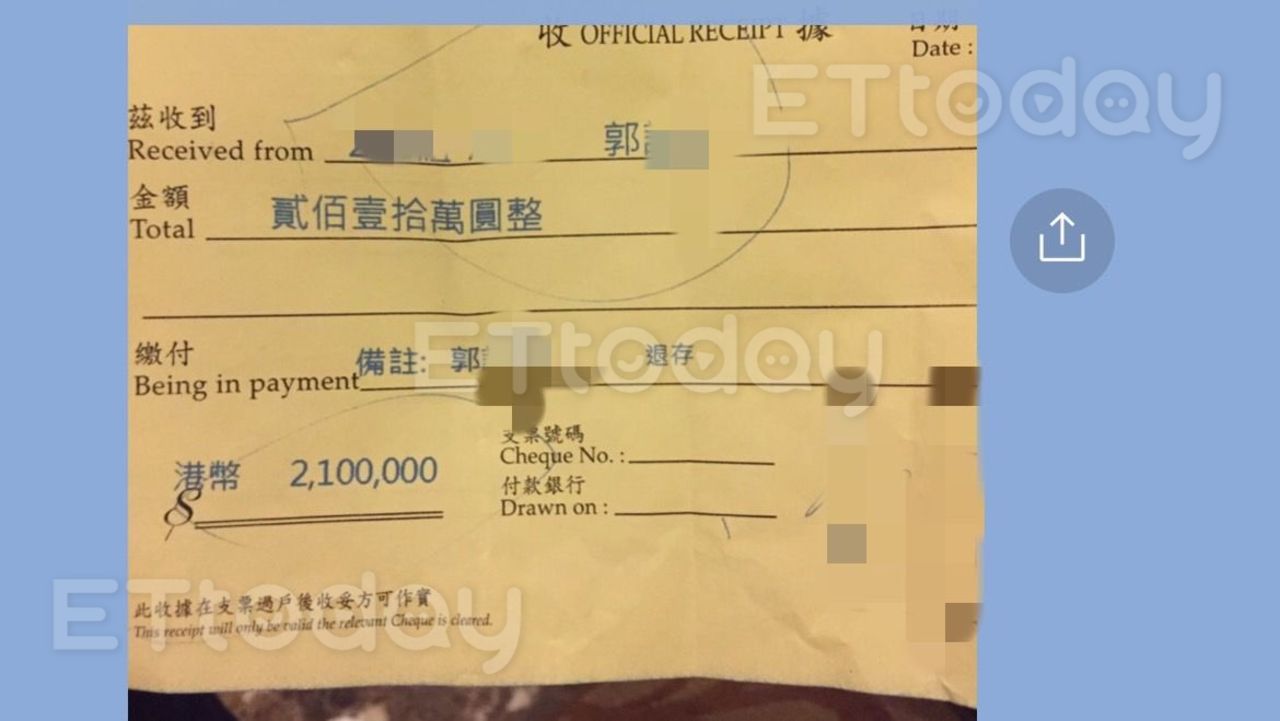 收 OFFICIAL RECEIPT 據
日期
Date :
ETtoday
茲收到
Received from 郭
金額
Total 貳佰壹拾萬圓整
ETtoday
繳付
Being in payment 備註: 郭 退存
港幣 2,100,000
$
支票號碼
Cheque No. :
付款銀行
Drawn on :
ETtoday
此收據在支票過戶後收妥方可作實
This receipt will only be valid the relevant Cheque is cleared.